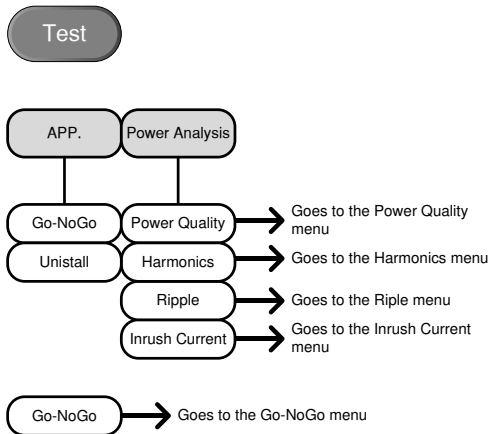 Test
APP. Power Analysis
Go-NoGo Power Quality Goes to the Power Quality
menu
Unistall Harmonics Goes to the Harmonics menu
Ripple Goes to the Riple menu
Inrush Current Goes to the Inrush Current
menu
Go-NoGo Goes to the Go-NoGo menu